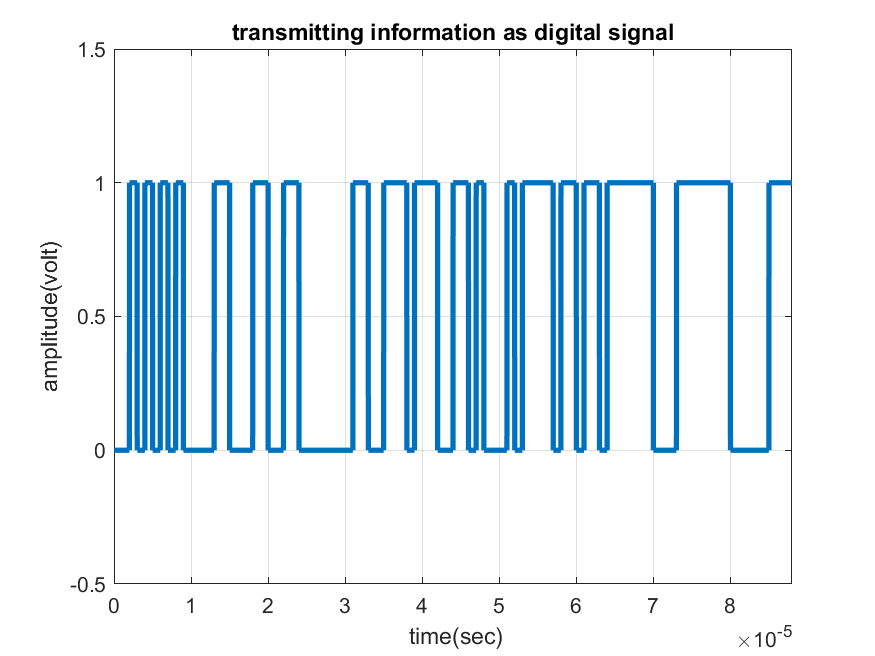 transmitting information as digital signal
1.5
1
0.5
0
-0.5
amplitude(volt)
0 1 2 3 4 5 6 7 8
time(sec)
×10-5